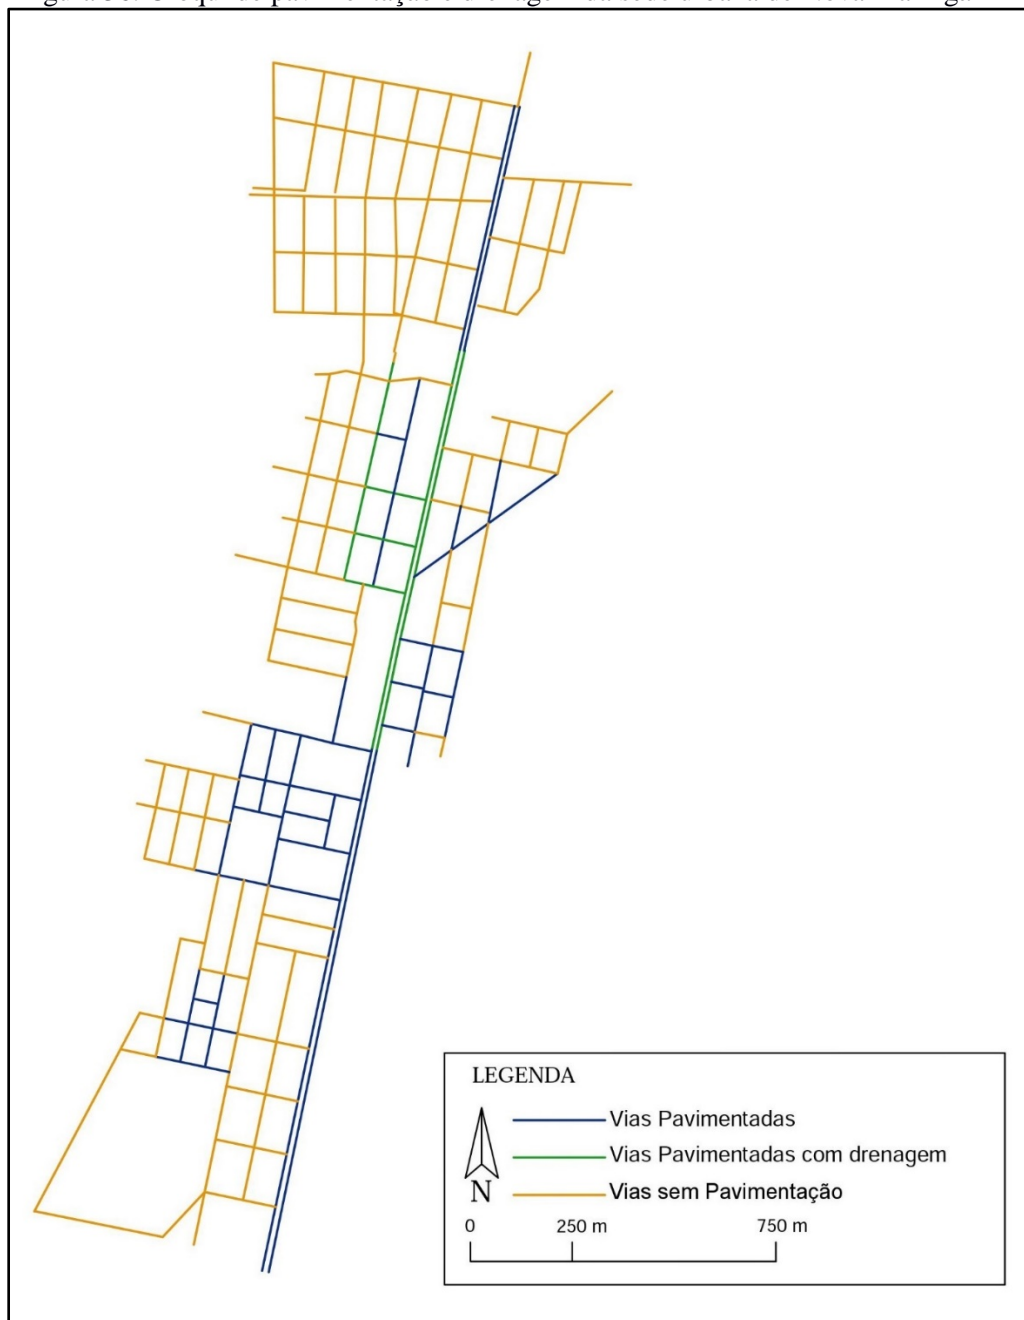 LEGENDA
Vias Pavimentadas
Vias Pavimentadas com drenagem
Vias sem Pavimentação
N
0 250 m 750 m